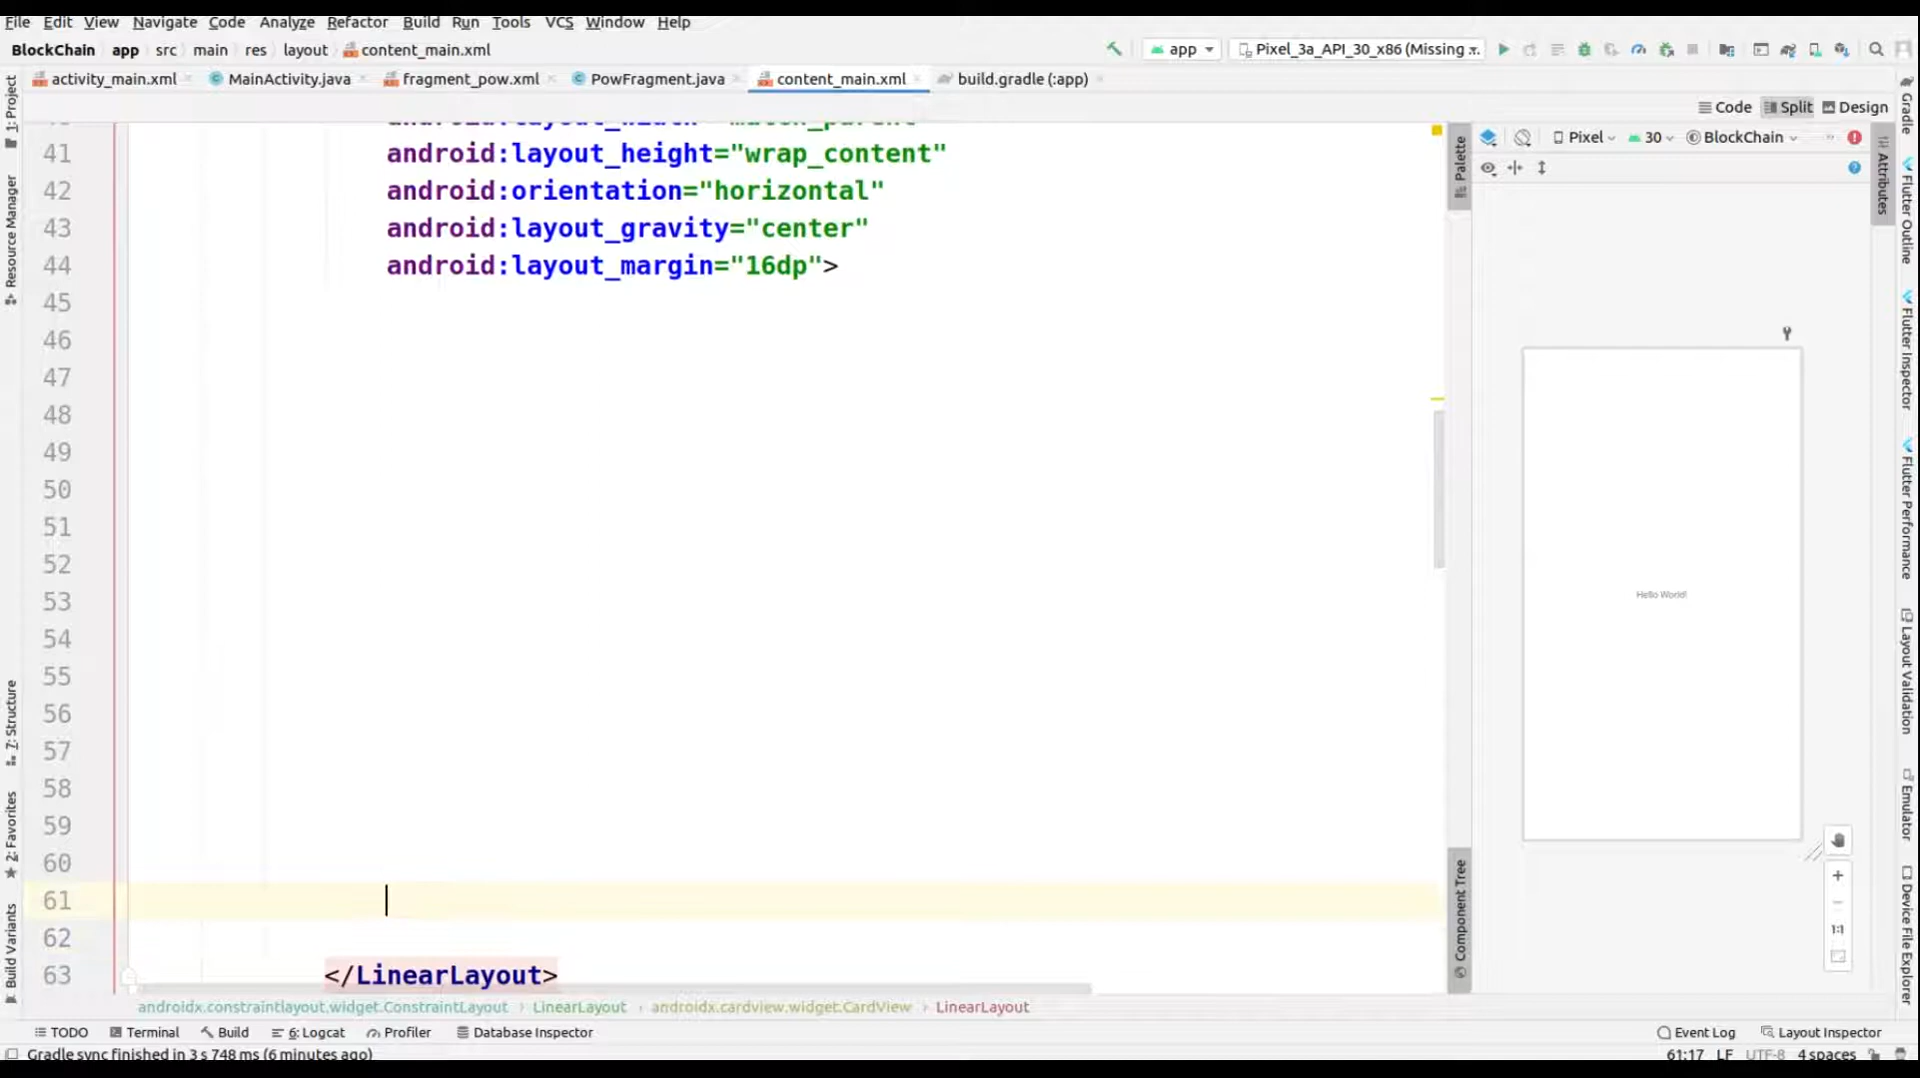 File Edit View Navigate Code Analyze Refactor Build Run Tools VCS Window Help
BlockChain app src main res layout content_main.xml
app Pixel_3a_API_30_x86 (Missing s.
activity_main.xml MainActivity.java fragment_pow.xml PowFragment.java content_main.xml build.gradle (:app)
Code Split Design
Pixel 30 BlockChain
1: Project
Resource Manager
7: Structure
2: Favorites
Build Variants
android:layout_width="match_parent"
41 android:layout_height="wrap_content"
42 android:orientation="horizontal"
43 android:layout_gravity="center"
44 android:layout_margin="16dp">
45
46
47
48
49
50
51
52
53
54
55
56
57
58
59
60
61
62
63 </LinearLayout>
Palette
Component Tree
Hello World!
1:1
Attributes
Gradle
Flutter Outline
Flutter Inspector
Flutter Performance
Layout Validation
Emulator
Device File Explorer
androidx.constraintlayout.widget.ConstraintLayout › LinearLayout › androidx.cardview.widget.CardView › LinearLayout
TODO Terminal Build 6: Logcat Profiler Database Inspector Event Log Layout Inspector
Gradle sync finished in 3 s 748 ms (6 minutes ago) 61:17 LF UTF-8 4 spaces